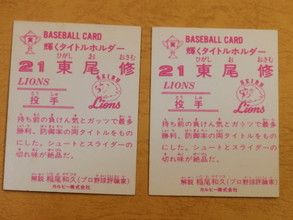 BASEBALL CARD
輝くタイトルホルダー
ひがし お おさむ
21 東尾 修
LIONS
SEIBU
Lions
とう しゅ
投手
持ち前の負けん気とガッツで最多
勝利、防御率の両タイトルをもの
にした。シュートとスライダーの
切れ味が絶品だ。
解説 稲尾和久(プロ野球評論家)
カルビー株式会社
BASEBALL CARD
輝くタイトルホルダー
ひがし お おさむ
21 東尾 修
LIONS
SEIBU
Lions
とう しゅ
投手
持ち前の負けん気とガッツで最多
勝利、防御率の両タイトルをもの
にした。シュートとスライダーの
切れ味が絶品だ。
解説 稲尾和久(プロ野球評論家)
カルビー株式会社